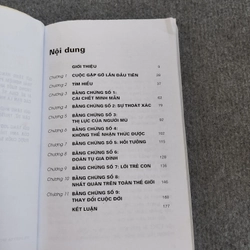 Nội dung
GIỚI THIỆU
Chương 1 CUỘC GẶP GỠ LẦN ĐẦU TIÊN
Chương 2 TÌM HIỂU
Chương 3 BẰNG CHỨNG SỐ 1:
CÁI CHẾT MINH MẪN
Chương 4 BẰNG CHỨNG SỐ 2: SỰ THOÁT XÁC
Chương 5 BẰNG CHỨNG SỐ 3:
THỊ LỰC CỦA NGƯỜI MÙ
Chương 6 BẰNG CHỨNG SỐ 4:
KHÔNG THỂ NHẬN THỨC ĐƯỢC
Chương 7 BẰNG CHỨNG SỐ 5: HỒI TƯỞNG
Chương 8 BẰNG CHỨNG SỐ 6:
ĐOÀN TỤ GIA ĐÌNH
Chương 9 BẰNG CHỨNG SỐ 7: LỜI TRẺ CON
Chương 10 BẰNG CHỨNG SỐ 8:
NHẤT QUÁN TRÊN TOÀN THẾ GIỚI
Chương 11 BẰNG CHỨNG SỐ 9:
THAY ĐỔI CUỘC ĐỜI
KẾT LUẬN 177